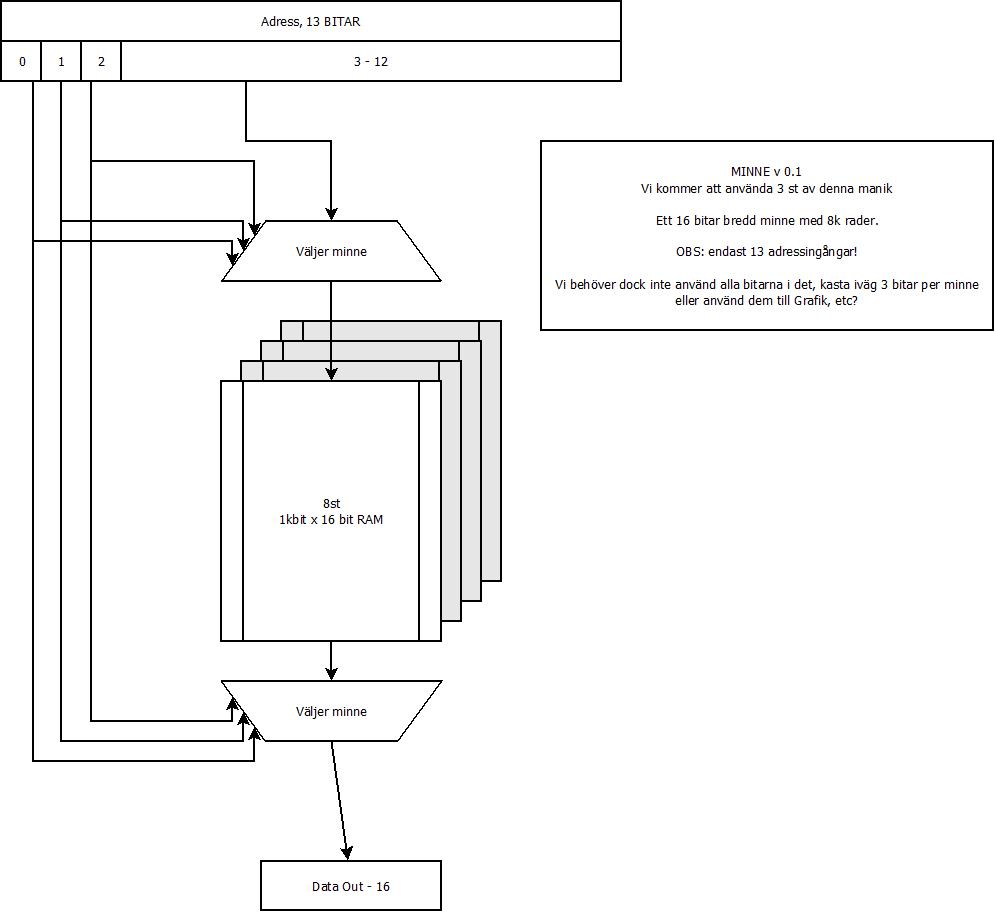 Adress, 13 BITAR
0 1 2 3 - 12
MINNE v 0.1
Vi kommer att använda 3 st av denna manik
Ett 16 bitar bredd minne med 8k rader.
OBS: endast 13 adressingångar!
Vi behöver dock inte använd alla bitarna i det, kasta iväg 3 bitar per minne
eller använd dem till Grafik, etc?
Väljer minne
8st
1kbit x 16 bit RAM
Väljer minne
Data Out - 16